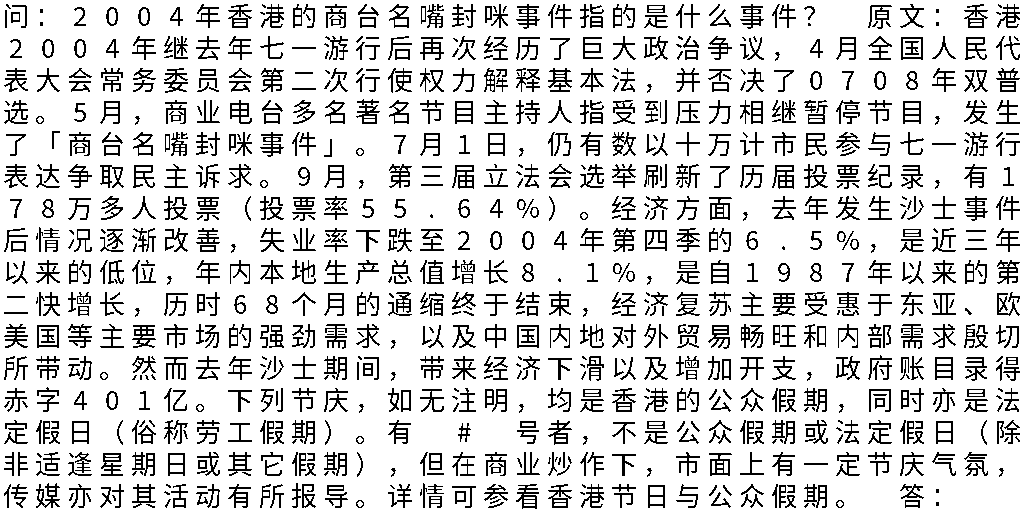 问：2004年香港的商台名嘴封咪事件指的是什么事件？ 原文：香港
2004年继去年七一游行后再次经历了巨大政治争议，4月全国人民代
表大会常务委员会第二次行使权力解释基本法，并否决了0708年双普
选。5月，商业电台多名著名节目主持人指受到压力相继暂停节目，发生
了「商台名嘴封咪事件」。7月1日，仍有数以十万计市民参与七一游行
表达争取民主诉求。9月，第三届立法会选举刷新了历届投票纪录，有1
78万多人投票（投票率55.64%）。经济方面，去年发生沙士事件
后情况逐渐改善，失业率下跌至2004年第四季的6.5%，是近三年
以来的低位，年内本地生产总值增长8.1%，是自1987年以来的第
二快增长，历时68个月的通缩终于结束，经济复苏主要受惠于东亚、欧
美国等主要市场的强劲需求，以及中国内地对外贸易畅旺和内部需求殷切
所带动。然而去年沙士期间，带来经济下滑以及增加开支，政府账目录得
赤字401亿。下列节庆，如无注明，均是香港的公众假期，同时亦是法
定假日（俗称劳工假期）。有 # 号者，不是公众假期或法定假日（除
非适逢星期日或其它假期），但在商业炒作下，市面上有一定节庆气氛，
传媒亦对其活动有所报导。详情可参看香港节日与公众假期。 答：